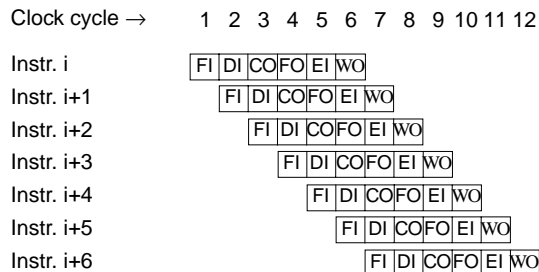 Clock cycle → 1 2 3 4 5 6 7 8 9 10 11 12
Instr. i FI DI CO FO EI WO
Instr. i+1 FI DI CO FO EI WO
Instr. i+2 FI DI CO FO EI WO
Instr. i+3 FI DI CO FO EI WO
Instr. i+4 FI DI CO FO EI WO
Instr. i+5 FI DI CO FO EI WO
Instr. i+6 FI DI CO FO EI WO